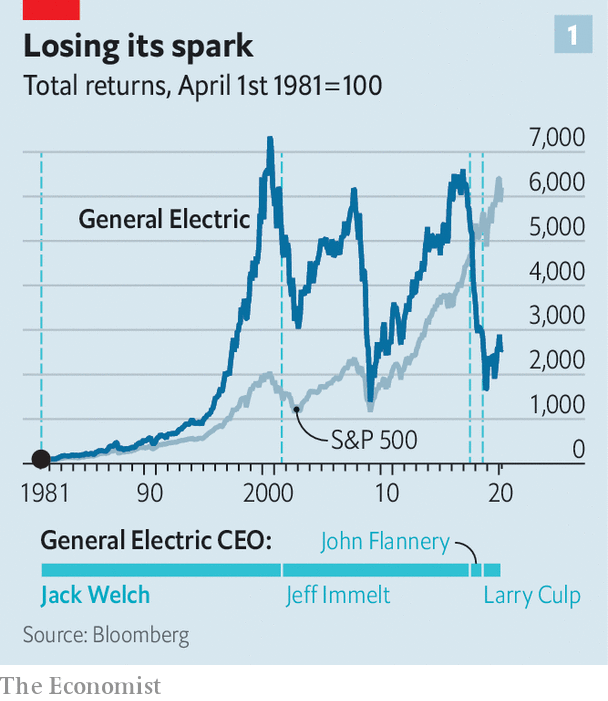 Losing its spark
1
Total returns, April 1st 1981=100
7,000
6,000
General Electric
5,000
4,000
3,000
2,000
1,000
S&P 500
0
1981 90 2000 10 20
General Electric CEO:
John Flannery
Jack Welch
Jeff Immelt
Larry Culp
Source: Bloomberg
The Economist